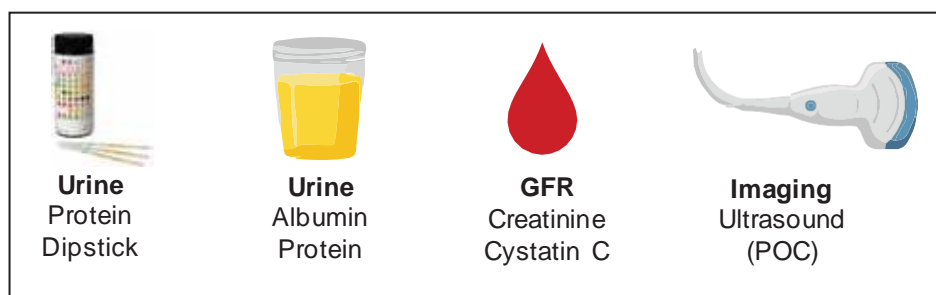 Urine
Protein
Dipstick
Urine
Albumin
Protein
GFR
Creatinine
Cystatin C
Imaging
Ultrasound
(POC)